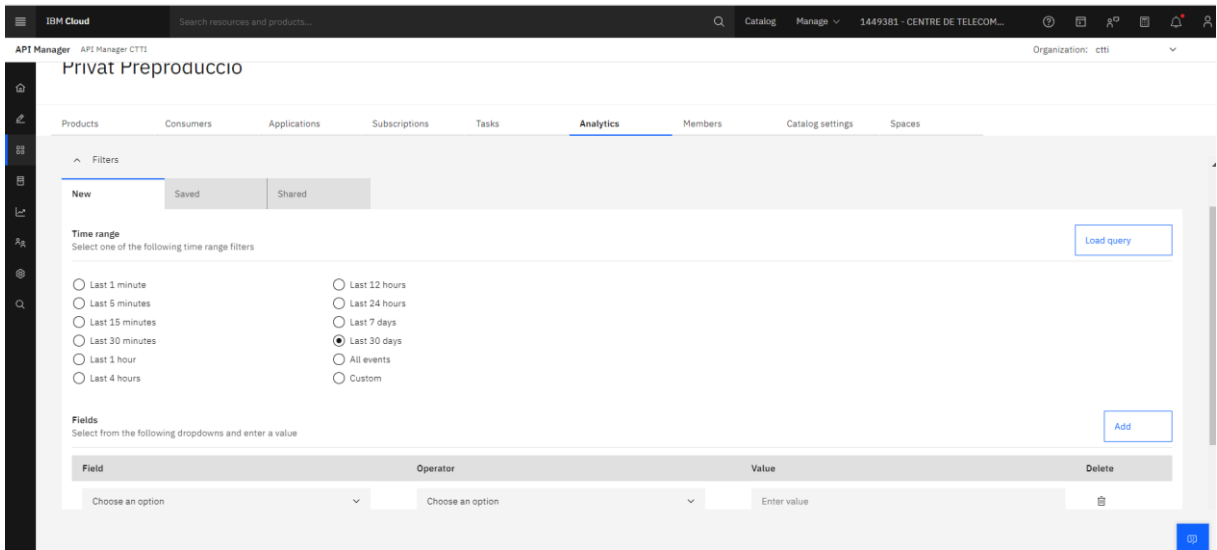 IBM Cloud Search resources and products... Catalog Manage 1449381 - CENTRE DE TELECOM...
API Manager API Manager CTTI Organization: ctti
Privat Preproduccio
Products Consumers Applications Subscriptions Tasks Analytics Members Catalog settings Spaces
Filters
New Saved Shared
Time range
Select one of the following time range filters
Load query
Last 1 minute Last 12 hours
Last 5 minutes Last 24 hours
Last 15 minutes Last 7 days
Last 30 minutes Last 30 days
Last 1 hour All events
Last 4 hours Custom
Fields
Select from the following dropdowns and enter a value
Add
Field Operator Value Delete
Choose an option Choose an option Enter value